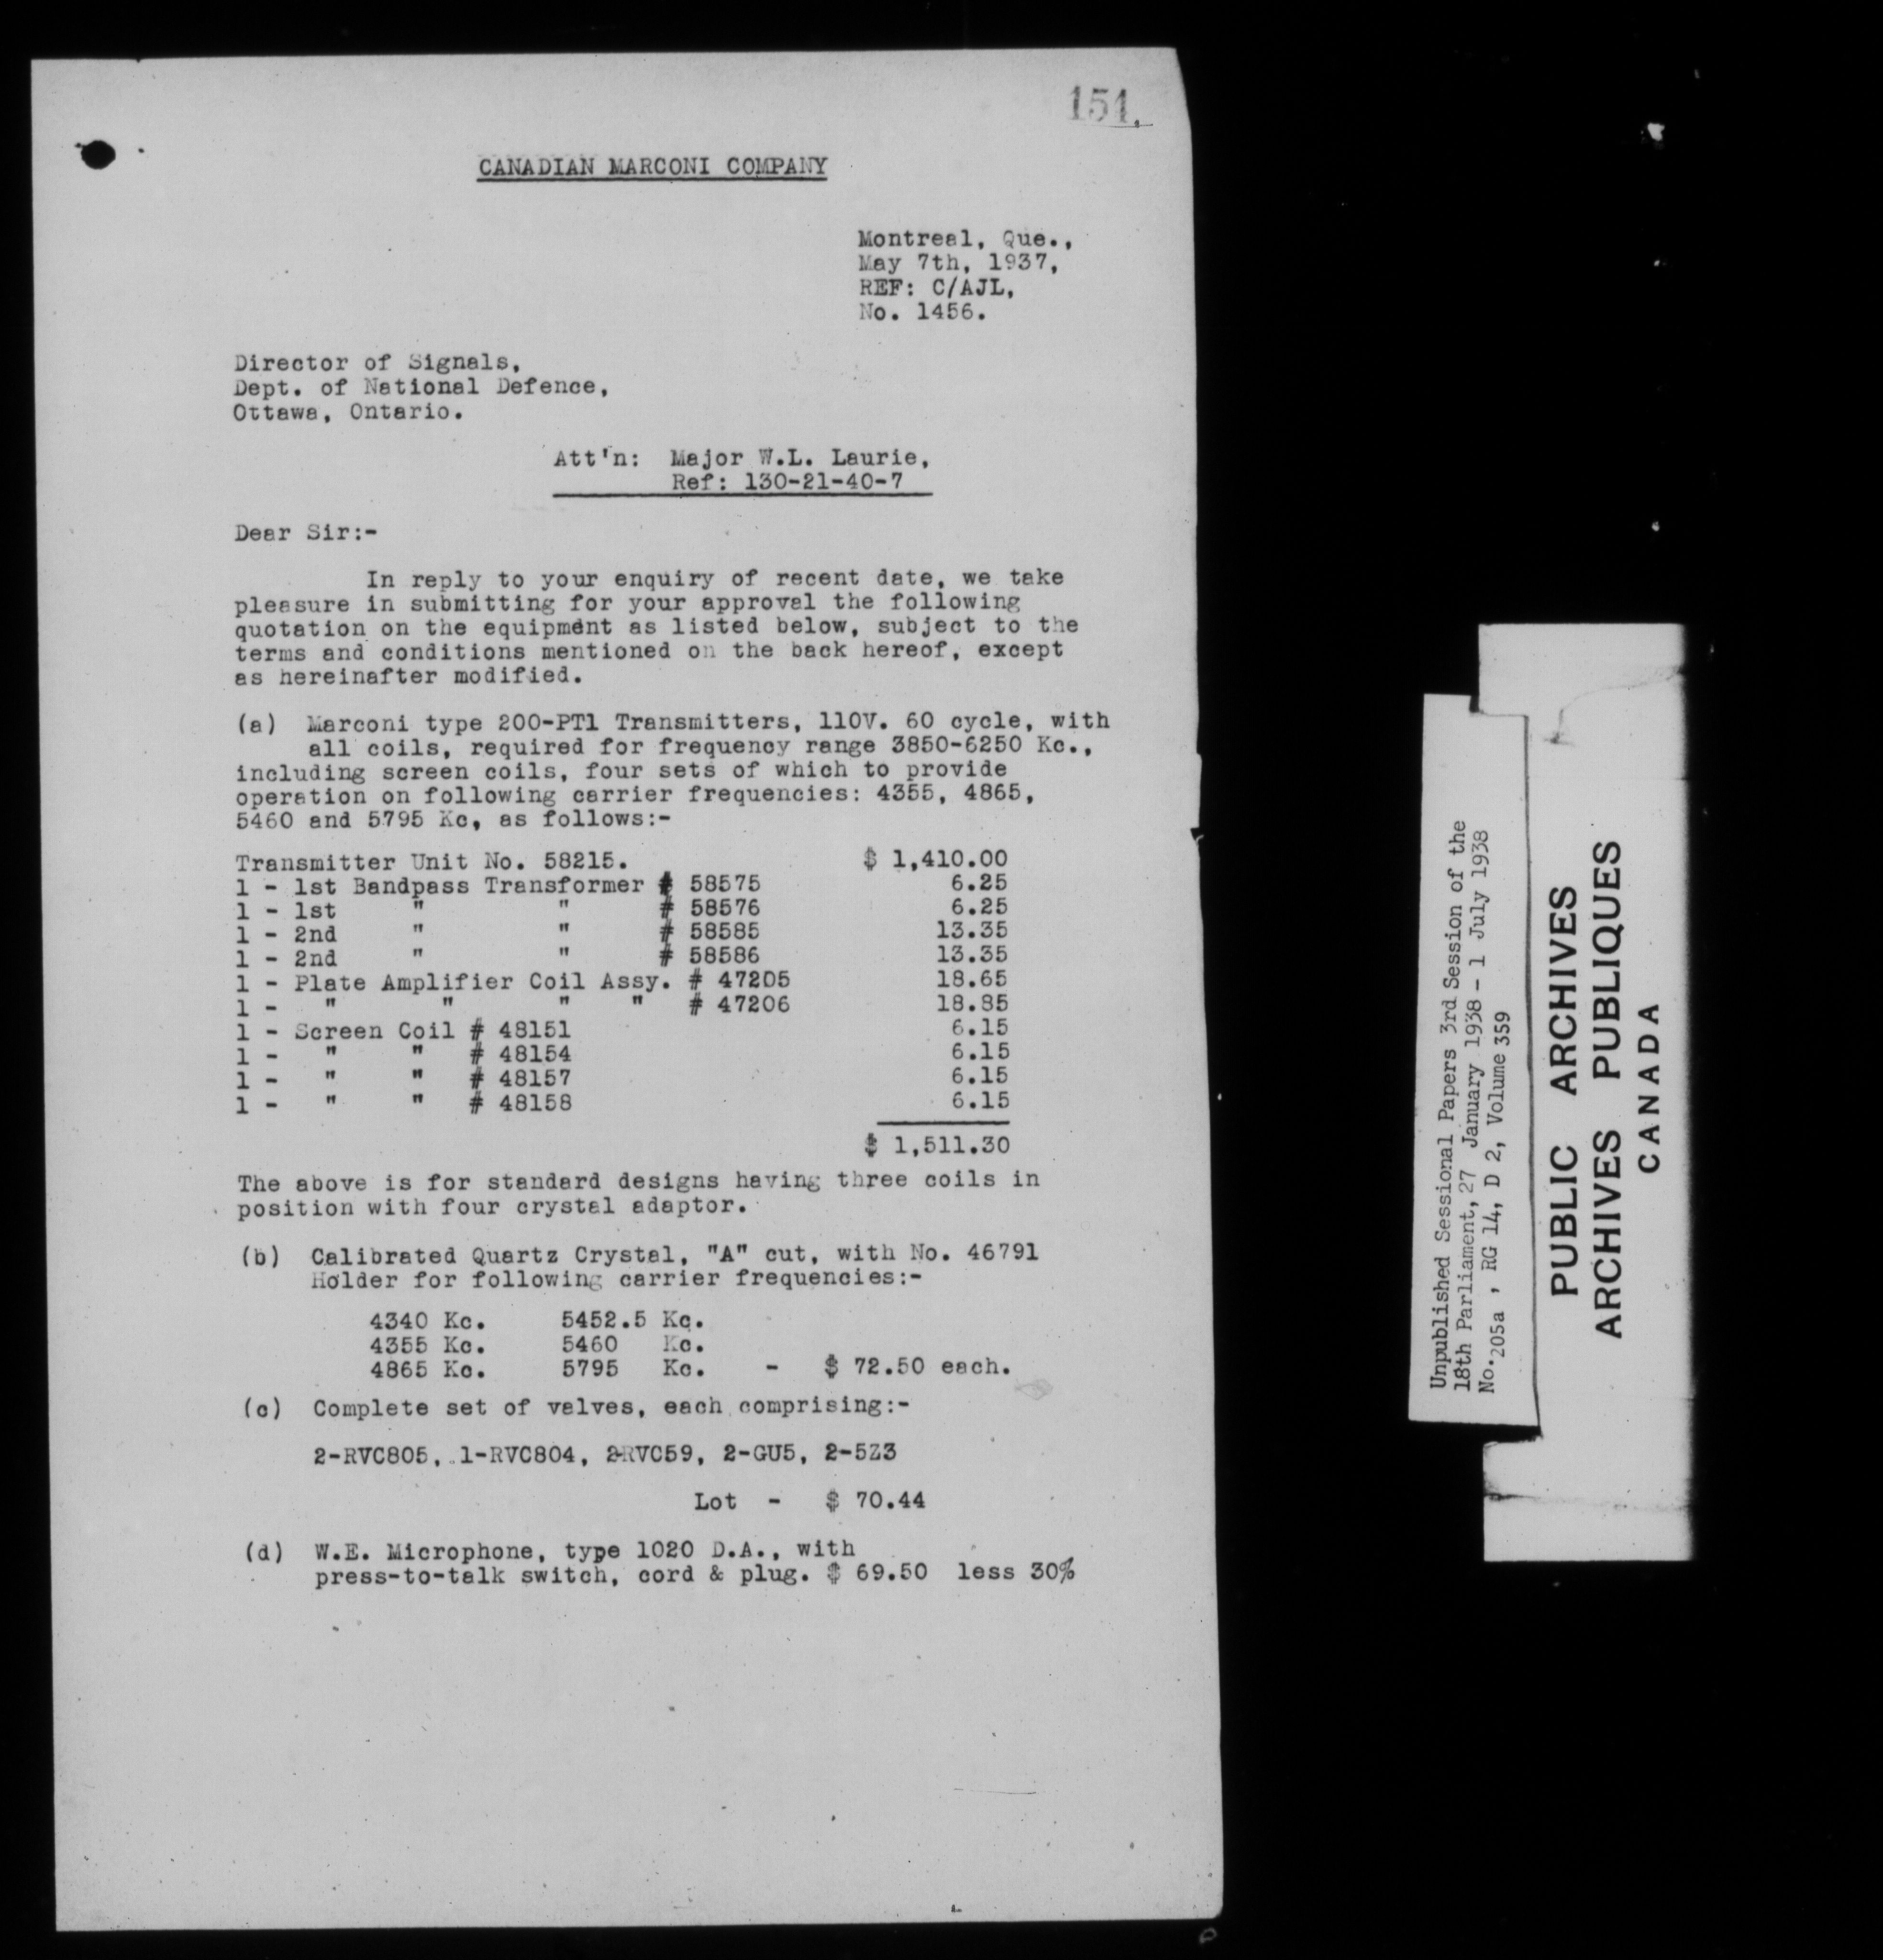 151.
CANADIAN MARCONI COMPANY
Montreal, Que.,
May 7th, 1937,
REF: C/AJL,
No. 1456.
Director of Signals,
Dept. of National Defence,
Ottawa, Ontario.
Att'n: Major W.L. Laurie,
Ref: 130-21-40-7
Dear Sir:-
In reply to your enquiry of recent date, we take
pleasure in submitting for your approval the following
quotation on the equipment as listed below, subject to the
terms and conditions mentioned on the back hereof, except
as hereinafter modified.
(a) Marconi type 200-PT1 Transmitters, 110V. 60 cycle, with
all coils, required for frequency range 3850-6250 Kc.,
including screen coils, four sets of which to provide
operation on following carrier frequencies: 4355, 4865,
5460 and 5795 Kc, as follows:-
Transmitter Unit No. 58215. $ 1,410.00
1 - 1st Bandpass Transformer # 58575 6.25
1 - 1st " " # 58576 6.25
1 - 2nd " " # 58585 13.35
1 - 2nd " " # 58586 13.35
1 - Plate Amplifier Coil Assy. # 47205 18.65
1 - " " " " # 47206 18.85
1 - Screen Coil # 48151 6.15
1 - " " # 48154 6.15
1 - " " # 48157 6.15
1 - " " # 48158 6.15
$ 1,511.30
The above is for standard designs having three coils in
position with four crystal adaptor.
(b) Calibrated Quartz Crystal, "A" cut, with No. 46791
Holder for following carrier frequencies:-
4340 Kc. 5452.5 Kc.
4355 Kc. 5460 Kc.
4865 Kc. 5795 Kc. - $ 72.50 each.
(c) Complete set of valves, each comprising:-
2-RVC805, 1-RVC804, 2-RVC59, 2-GU5, 2-5Z3
Lot - $ 70.44
(d) W.E. Microphone, type 1020 D.A., with
press-to-talk switch, cord & plug. $ 69.50 less 30%
Unpublished Sessional Papers 3rd Session of the
18th Parliament, 27 January 1938 - 1 July 1938
No. 205a , RG 14, D 2, Volume 359
PUBLIC ARCHIVES
ARCHIVES PUBLIQUES
CANADA